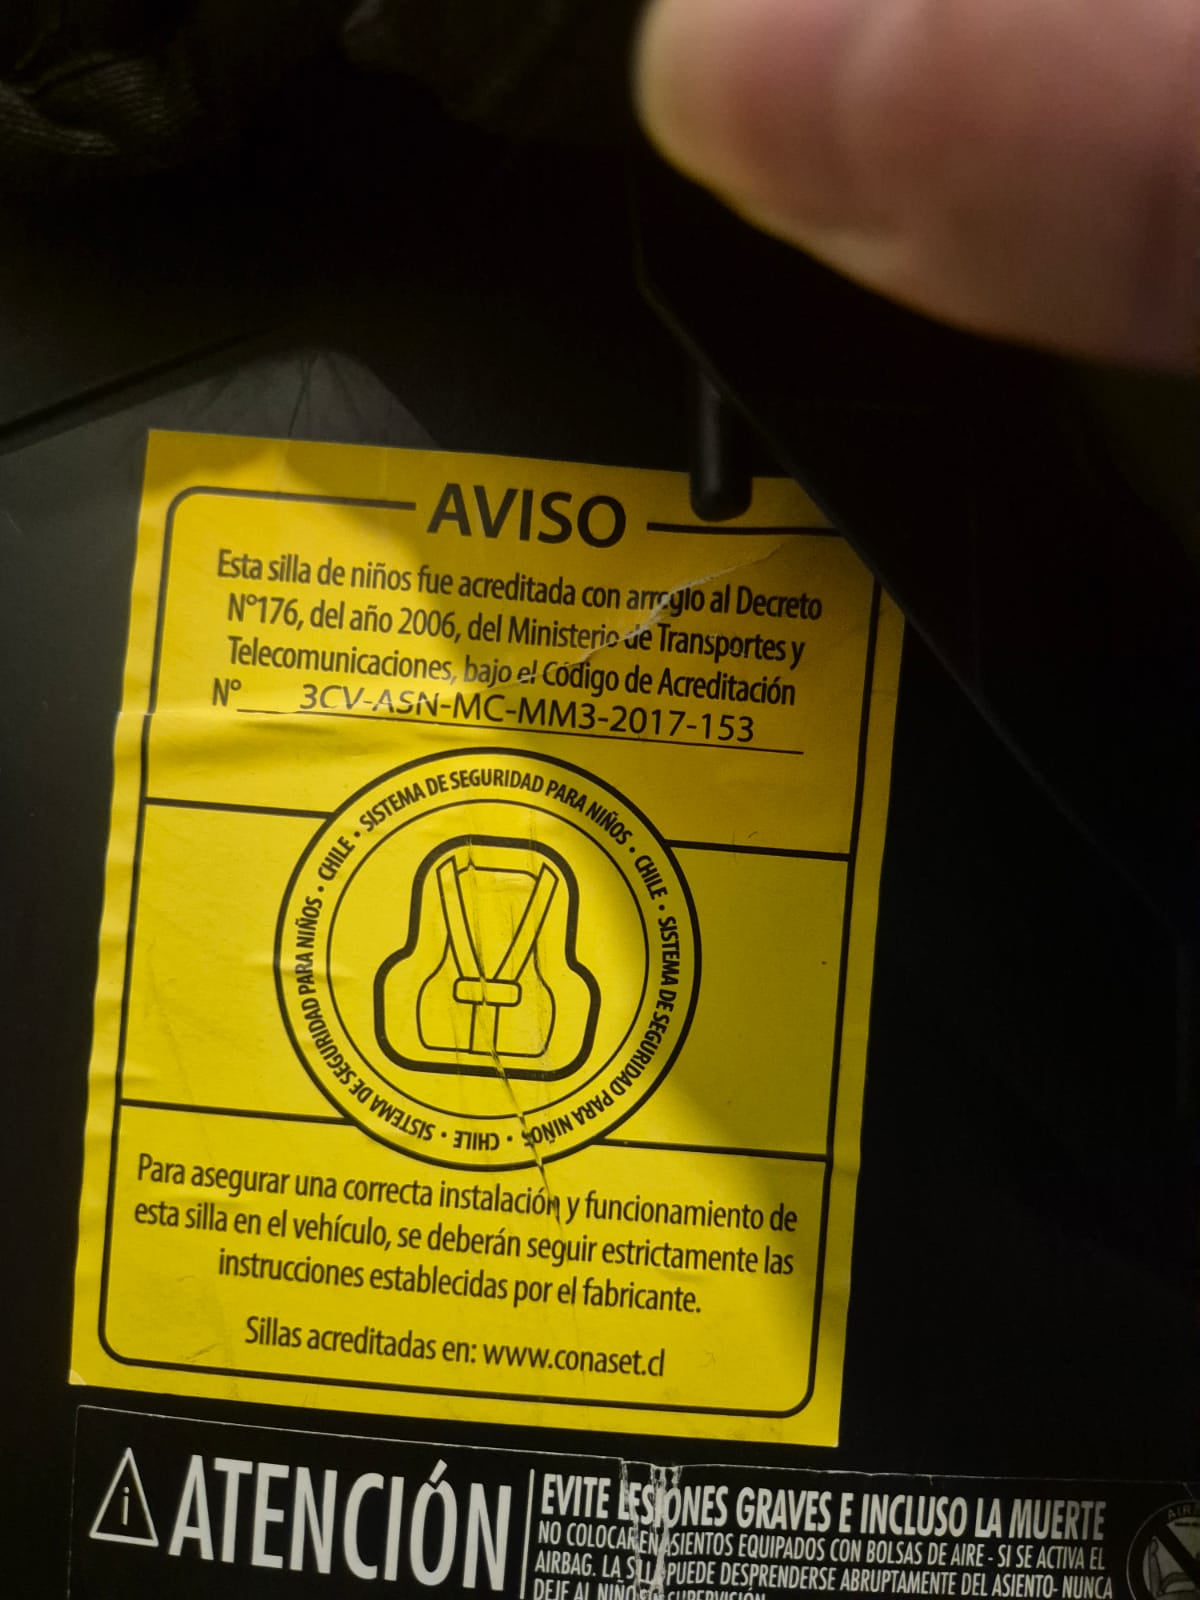 AVISO
Esta silla de niños fue acreditada con arreglo al Decreto
N°176, del año 2006, del Ministerio de Transportes y
Telecomunicaciones, bajo el Código de Acreditación
N° 3CV-ASN-MC-MM3-2017-153
SISTEMA DE SEGURIDAD PARA NIÑOS • CHILE • SISTEMA DE SEGURIDAD PARA NIÑOS • CHILE • SISTEMA DE SEGURIDAD PARA NIÑOS • CHILE •
Para asegurar una correcta instalación y funcionamiento de
esta silla en el vehículo, se deberán seguir estrictamente las
instrucciones establecidas por el fabricante.
Sillas acreditadas en: www.conaset.cl
ATENCIÓN
EVITE LESIONES GRAVES E INCLUSO LA MUERTE
NO COLOCAR EN ASIENTOS EQUIPADOS CON BOLSAS DE AIRE - SI SE ACTIVA EL
AIRBAG. LA SILLA PUEDE DESPRENDERSE ABRUPTAMENTE DEL ASIENTO- NUNCA
DEJE AL NIÑO SIN SUPERVISIÓN